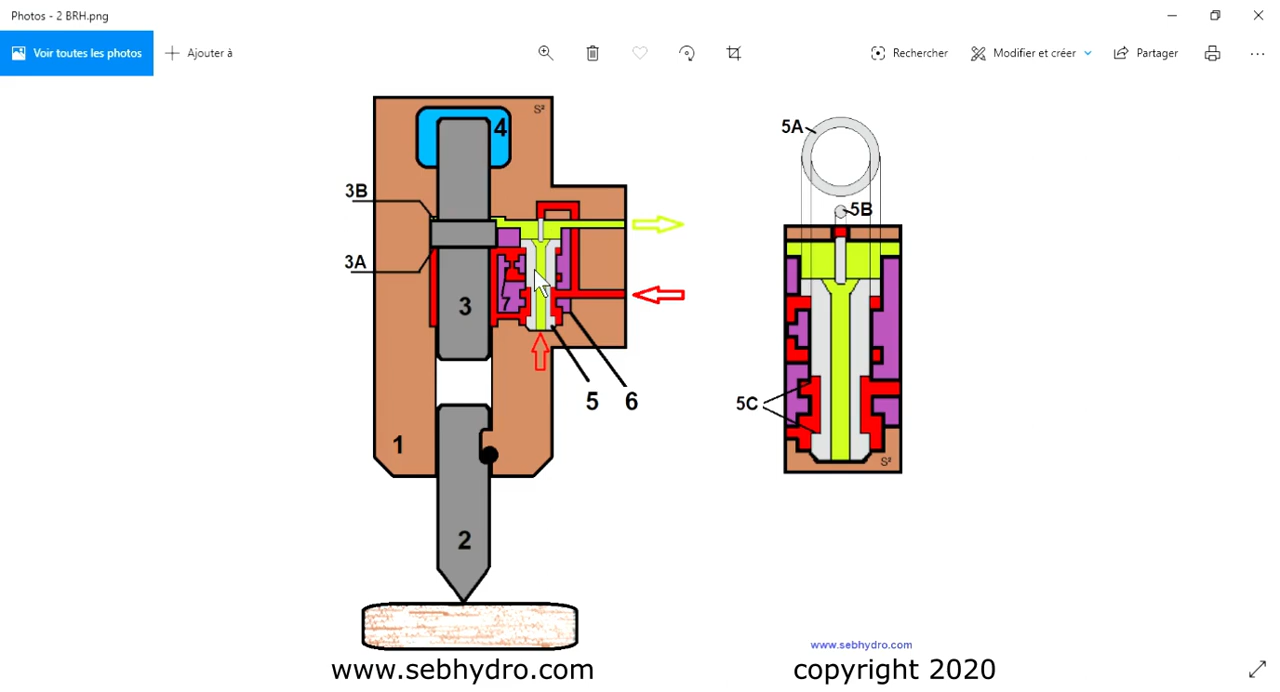 Photos - 2 BRH.png
Voir toutes les photos
Ajouter à
Rechercher
Modifier et créer
Partager
S²
4
3B
3A
3
7
5
6
1
2
5A
5B
5C
S²
www.sebhydro.com
www.sebhydro.com
copyright 2020